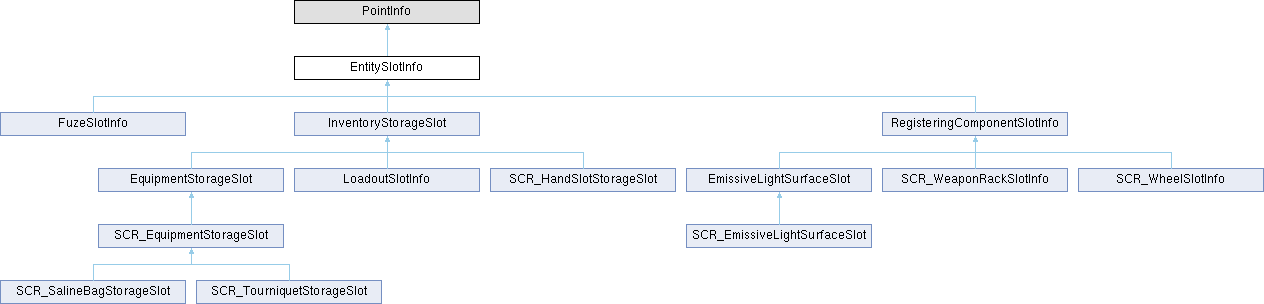 PointInfo
EntitySlotInfo
FuzeSlotInfo
InventoryStorageSlot
RegisteringComponentSlotInfo
EquipmentStorageSlot
LoadoutSlotInfo
SCR_HandSlotStorageSlot
EmissiveLightSurfaceSlot
SCR_WeaponRackSlotInfo
SCR_WheelSlotInfo
SCR_EquipmentStorageSlot
SCR_EmissiveLightSurfaceSlot
SCR_SalineBagStorageSlot
SCR_TourniquetStorageSlot